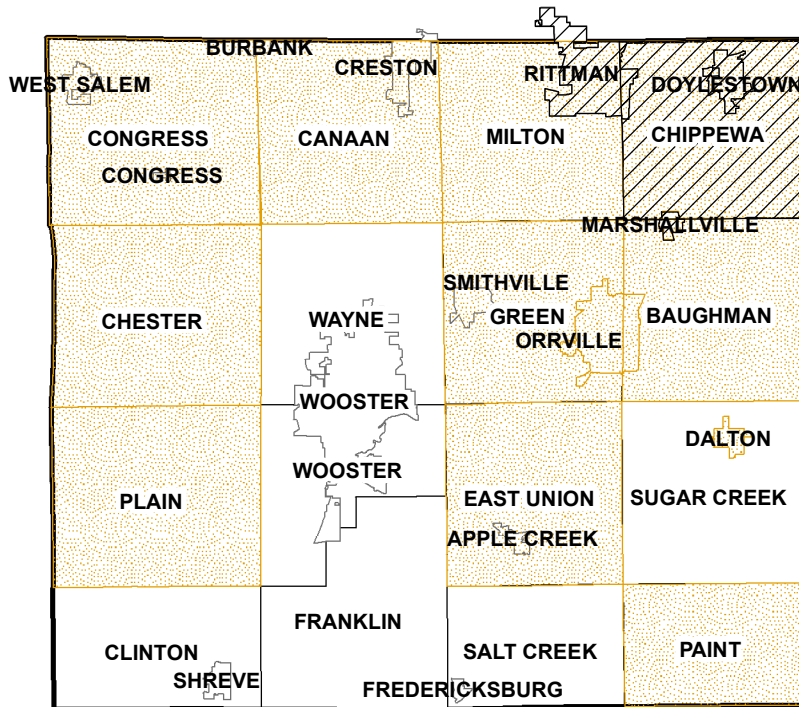 BURBANK
CRESTON
RITTMAN
WEST SALEM
DOYLESTOWN
CONGRESS
CANAAN
MILTON
CHIPPEWA
CONGRESS
MARSHALLVILLE
SMITHVILLE
CHESTER
WAYNE
GREEN
BAUGHMAN
ORRVILLE
WOOSTER
DALTON
WOOSTER
PLAIN
EAST UNION
SUGAR CREEK
APPLE CREEK
FRANKLIN
CLINTON
SALT CREEK
PAINT
SHREVE
FREDERICKSBURG